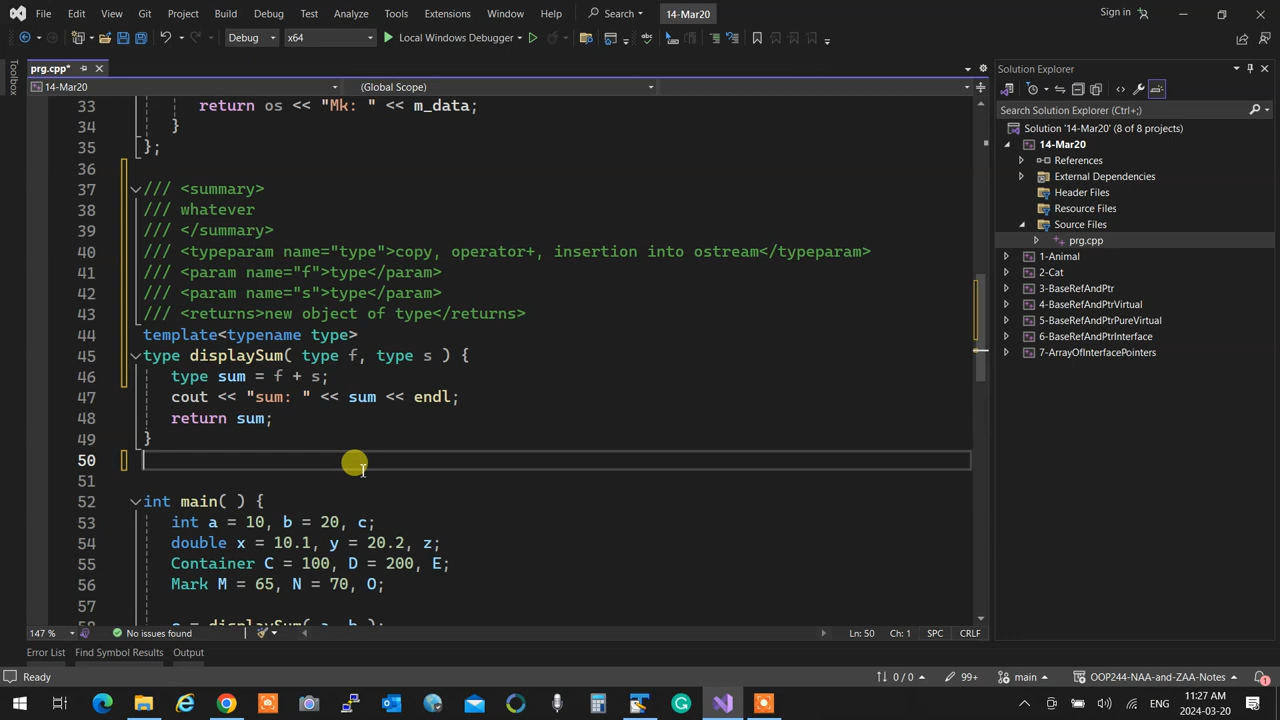 File Edit View Git Project Build Debug Test Analyze Tools Extensions Window Help Search 14-Mar20 Sign in
Debug x64 Local Windows Debugger
Toolbox
prg.cpp*
14-Mar20 (Global Scope)
33 return os << "Mk: " << m_data;
34 }
35 };
36
37 /// <summary>
38 /// whatever
39 /// </summary>
40 /// <typeparam name="type">copy, operator+, insertion into ostream</typeparam>
41 /// <param name="f">type</param>
42 /// <param name="s">type</param>
43 /// <returns>new object of type</returns>
44 template<typename type>
45 type displaySum( type f, type s ) {
46 type sum = f + s;
47 cout << "sum: " << sum << endl;
48 return sum;
49 }
50
51
52 int main( ) {
53 int a = 10, b = 20, c;
54 double x = 10.1, y = 20.2, z;
55 Container C = 100, D = 200, E;
56 Mark M = 65, N = 70, O;
57
58 c = displaySum( a, b );
147 % No issues found Ln: 50 Ch: 1 SPC CRLF
Error List Find Symbol Results Output
Solution Explorer
Search Solution Explorer (Ctrl+;)
Solution '14-Mar20' (8 of 8 projects)
14-Mar20
References
External Dependencies
Header Files
Resource Files
Source Files
prg.cpp
1-Animal
2-Cat
3-BaseRefAndPtr
4-BaseRefAndPtrVirtual
5-BaseRefAndPtrPureVirtual
6-BaseRefAndPtrInterface
7-ArrayOfInterfacePointers
Ready 0 / 0 99+ main OOP244-NAA-and-ZAA-Notes 1
ENG 11:27 AM
2024-03-20